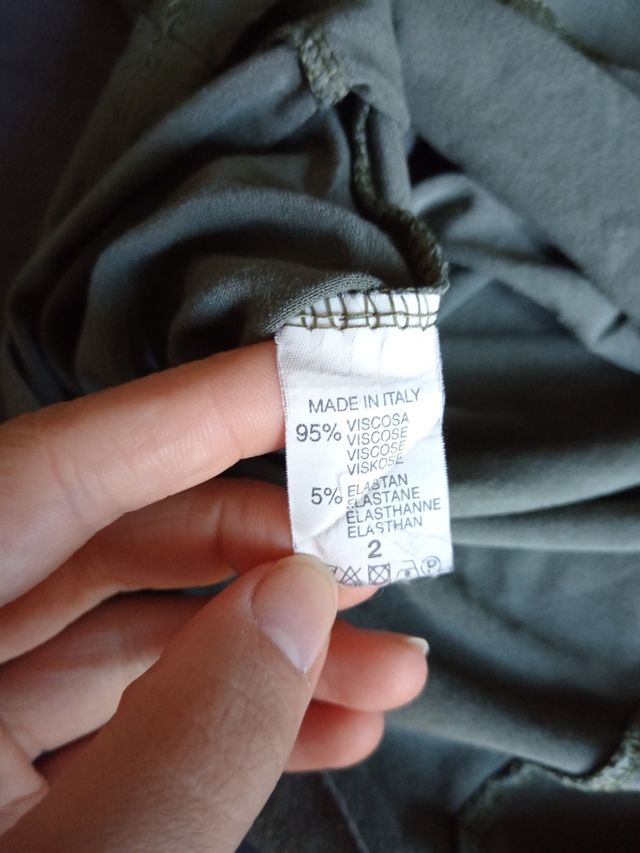 MADE IN ITALY
95% VISCOSA
VISCOSE
VISCOSE
VISKOSE
5% ELASTAN
ELASTANE
ELASTHANNE
ELASTHAN
2
P